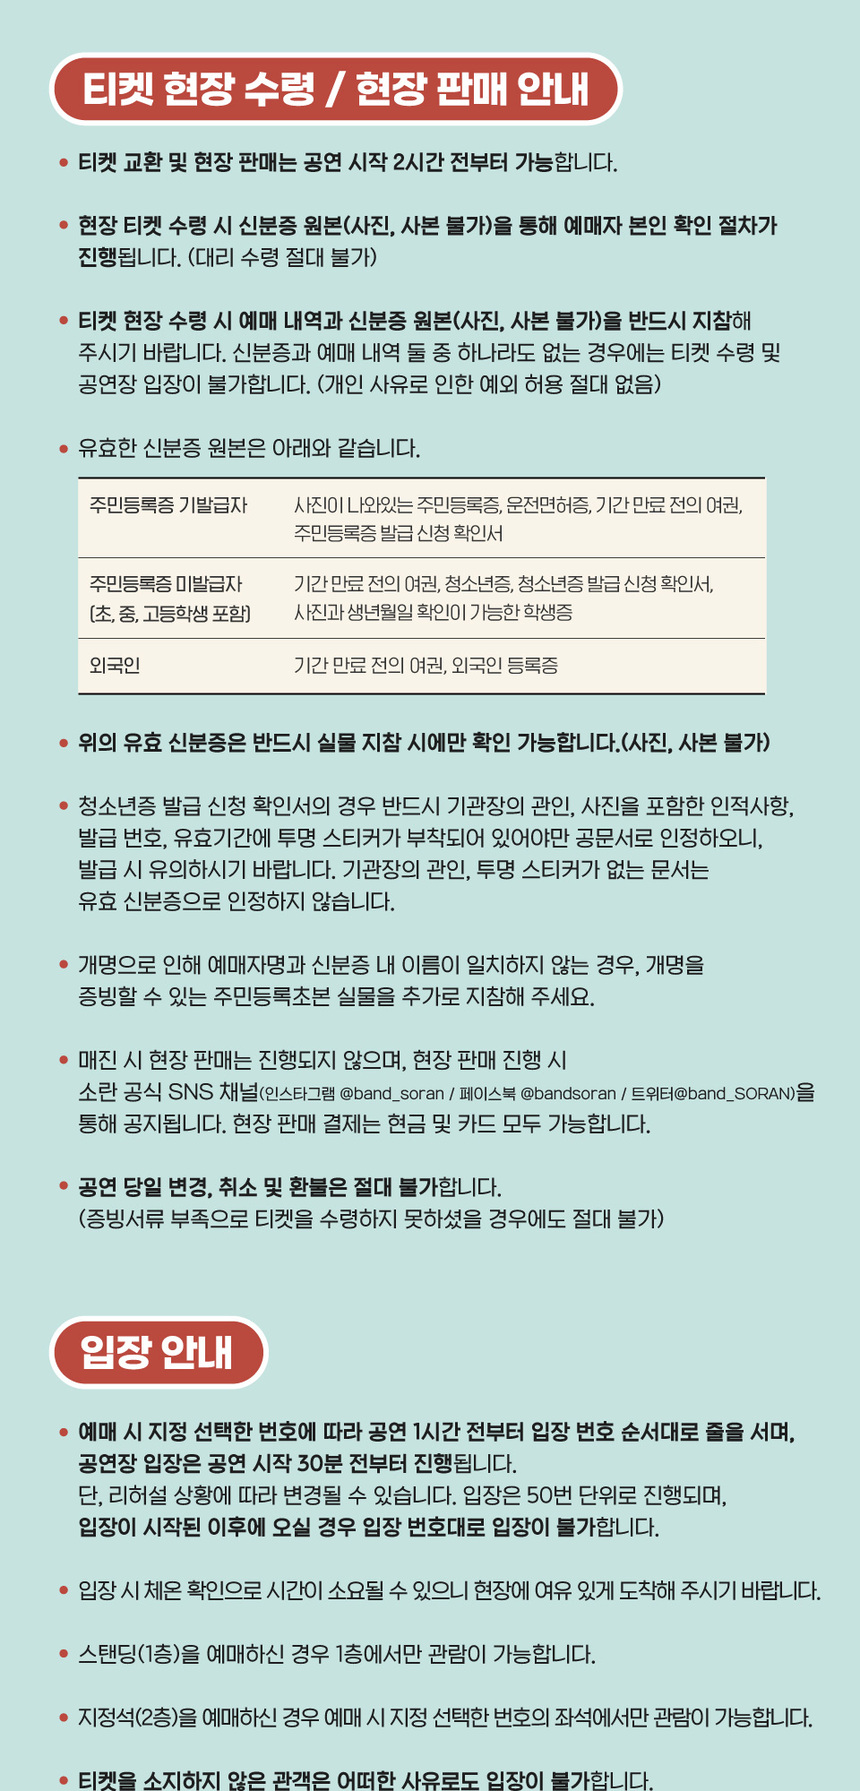 티켓 현장 수령 / 현장 판매 안내
• 티켓 교환 및 현장 판매는 공연 시작 2시간 전부터 가능합니다.
• 현장 티켓 수령 시 신분증 원본(사진, 사본 불가)을 통해 예매자 본인 확인 절차가
진행됩니다. (대리 수령 절대 불가)
• 티켓 현장 수령 시 예매 내역과 신분증 원본(사진, 사본 불가)을 반드시 지참해
주시기 바랍니다. 신분증과 예매 내역 둘 중 하나라도 없는 경우에는 티켓 수령 및
공연장 입장이 불가합니다. (개인 사유로 인한 예외 허용 절대 없음)
• 유효한 신분증 원본은 아래와 같습니다.
주민등록증 기발급자 사진이 나와있는 주민등록증, 운전면허증, 기간 만료 전의 여권,
주민등록증 발급 신청 확인서
주민등록증 미발급자 기간 만료 전의 여권, 청소년증, 청소년증 발급 신청 확인서,
(초, 중, 고등학생 포함) 사진과 생년월일 확인이 가능한 학생증
외국인 기간 만료 전의 여권, 외국인 등록증
• 위의 유효 신분증은 반드시 실물 지참 시에만 확인 가능합니다.(사진, 사본 불가)
• 청소년증 발급 신청 확인서의 경우 반드시 기관장의 관인, 사진을 포함한 인적사항,
발급 번호, 유효기간에 투명 스티커가 부착되어 있어야만 공문서로 인정하오니,
발급 시 유의하시기 바랍니다. 기관장의 관인, 투명 스티커가 없는 문서는
유효 신분증으로 인정하지 않습니다.
• 개명으로 인해 예매자명과 신분증 내 이름이 일치하지 않는 경우, 개명을
증빙할 수 있는 주민등록초본 실물을 추가로 지참해 주세요.
• 매진 시 현장 판매는 진행되지 않으며, 현장 판매 진행 시
소란 공식 SNS 채널(인스타그램 @band_soran / 페이스북 @bandsoran / 트위터@band_SORAN)을
통해 공지됩니다. 현장 판매 결제는 현금 및 카드 모두 가능합니다.
• 공연 당일 변경, 취소 및 환불은 절대 불가합니다.
(증빙서류 부족으로 티켓을 수령하지 못하셨을 경우에도 절대 불가)
입장 안내
• 예매 시 지정 선택한 번호에 따라 공연 1시간 전부터 입장 번호 순서대로 줄을 서며,
공연장 입장은 공연 시작 30분 전부터 진행됩니다.
단, 리허설 상황에 따라 변경될 수 있습니다. 입장은 50번 단위로 진행되며,
입장이 시작된 이후에 오실 경우 입장 번호대로 입장이 불가합니다.
• 입장 시 체온 확인으로 시간이 소요될 수 있으니 현장에 여유 있게 도착해 주시기 바랍니다.
• 스탠딩(1층)을 예매하신 경우 1층에서만 관람이 가능합니다.
• 지정석(2층)을 예매하신 경우 예매 시 지정 선택한 번호의 좌석에서만 관람이 가능합니다.
• 티켓을 소지하지 않은 관객은 어떠한 사유로도 입장이 불가합니다.